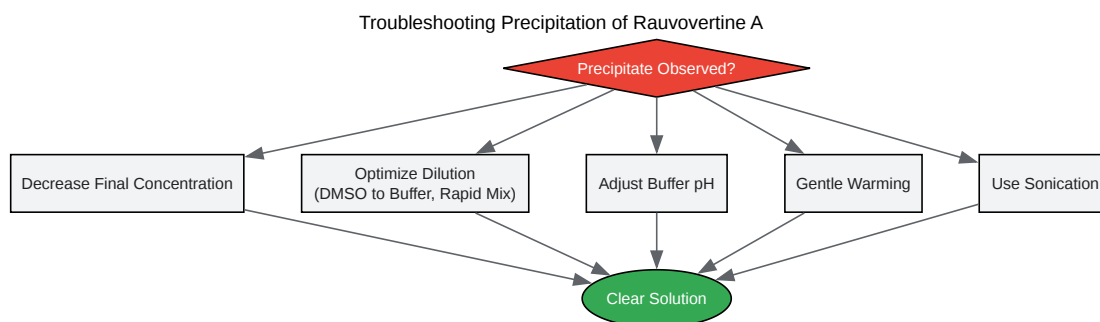 Troubleshooting Precipitation of Rauvovertine A
Precipitate Observed?
Decrease Final Concentration
Optimize Dilution
(DMSO to Buffer, Rapid Mix)
Adjust Buffer pH
Gentle Warming
Use Sonication
Clear Solution